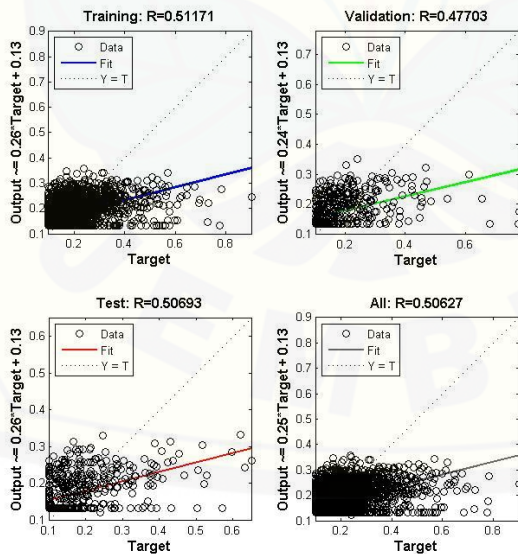 Training: R=0.51171
Output ~= 0.26*Target + 0.13
0.9
0.8
0.7
0.6
0.5
0.4
0.3
0.2
0.1
Data
Fit
Y = T
0.2 0.4 0.6 0.8
Target
Validation: R=0.47703
Output ~= 0.24*Target + 0.13
0.7
0.6
0.5
0.4
0.3
0.2
0.1
Data
Fit
Y = T
0.2 0.4 0.6
Target
Test: R=0.50693
Output ~= 0.26*Target + 0.13
0.6
0.5
0.4
0.3
0.2
0.1
Data
Fit
Y = T
0.1 0.2 0.3 0.4 0.5 0.6
Target
All: R=0.50627
Output ~= 0.25*Target + 0.13
0.9
0.8
0.7
0.6
0.5
0.4
0.3
0.2
0.1
Data
Fit
Y = T
0.2 0.4 0.6 0.8
Target